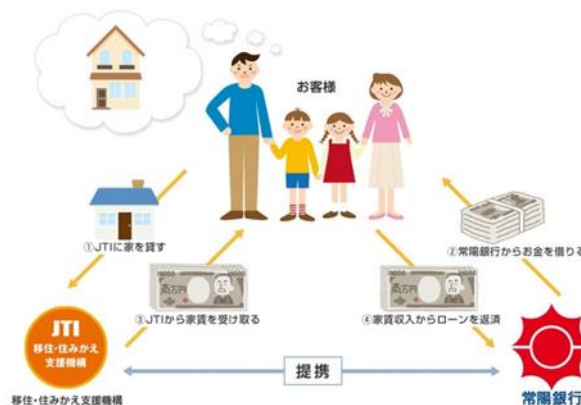 お客様
①JTIに家を貸す
②常陽銀行からお金を借りる
③JTIから家賃を受け取る
④家賃収入からローンを返済
JTI
移住・住みかえ
支援機構
提携
移住・住みかえ支援機構
常陽銀行